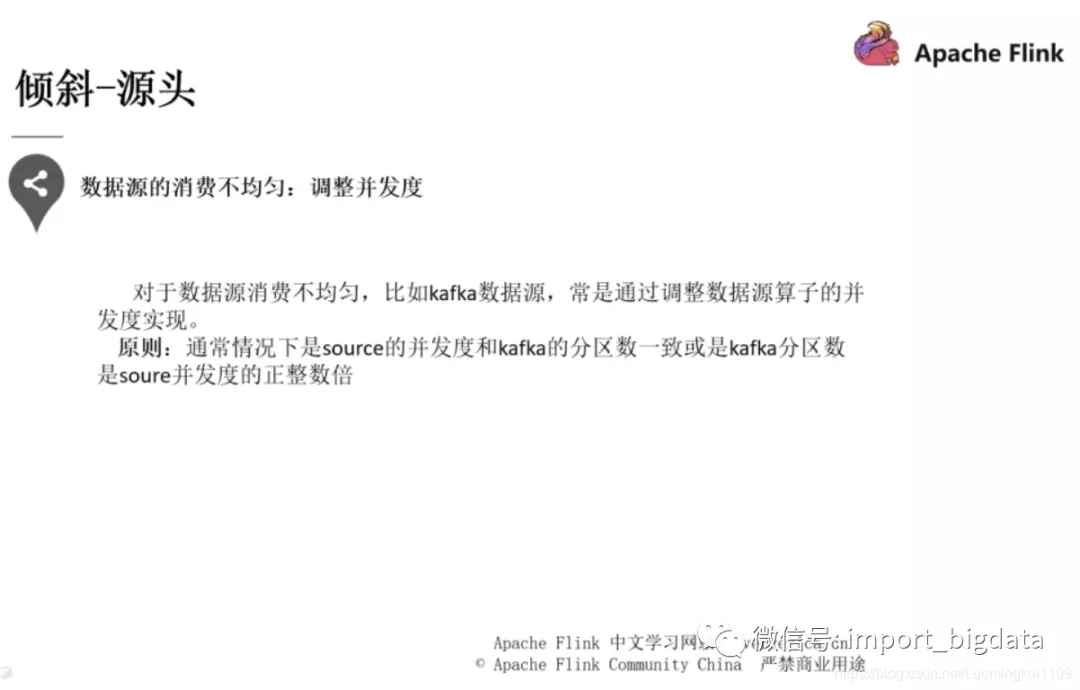 Apache Flink
倾斜-源头
数据源的消费不均匀：调整并发度
对于数据源消费不均匀，比如kafka数据源，常是通过调整数据源算子的并
发度实现。
原则：通常情况下是source的并发度和kafka的分区数一致或是kafka分区数
是soure并发度的正整数倍
Apache Flink 中文学习网
微信号: import_bigdata
© Apache Flink Community China 严禁商业用途
https://blog.csdn.net/Luomingkui1109